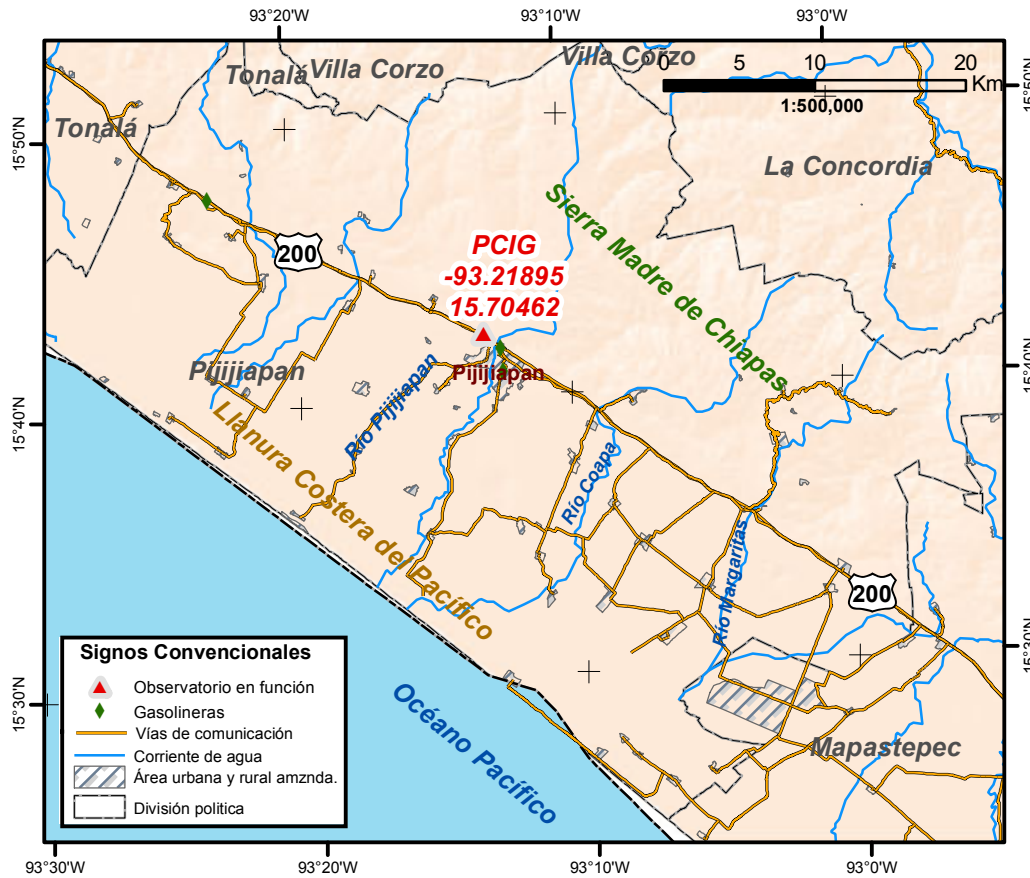 93°20'W
93°10'W
93°0'W
Tonalá
Villa Corzo
Villa Corzo
0
5
10
20
Km
1:500,000
15°50'N
15°50'N
Tonalá
La Concordia
Sierra Madre de Chiapas
200
PCIG
-93.21895
15.70462
Pijijiapan
Pijijiapan
15°40'N
15°40'N
Río Pijijiapan
Llanura Costera del Pacífico
Río Coapa
Río Margaritas
200
15°30'N
15°30'N
Océano Pacífico
Mapastepec
Signos Convencionales
Observatorio en función
Gasolineras
Vías de comunicación
Corriente de agua
Área urbana y rural amznda.
División politica
93°30'W
93°20'W
93°10'W
93°0'W